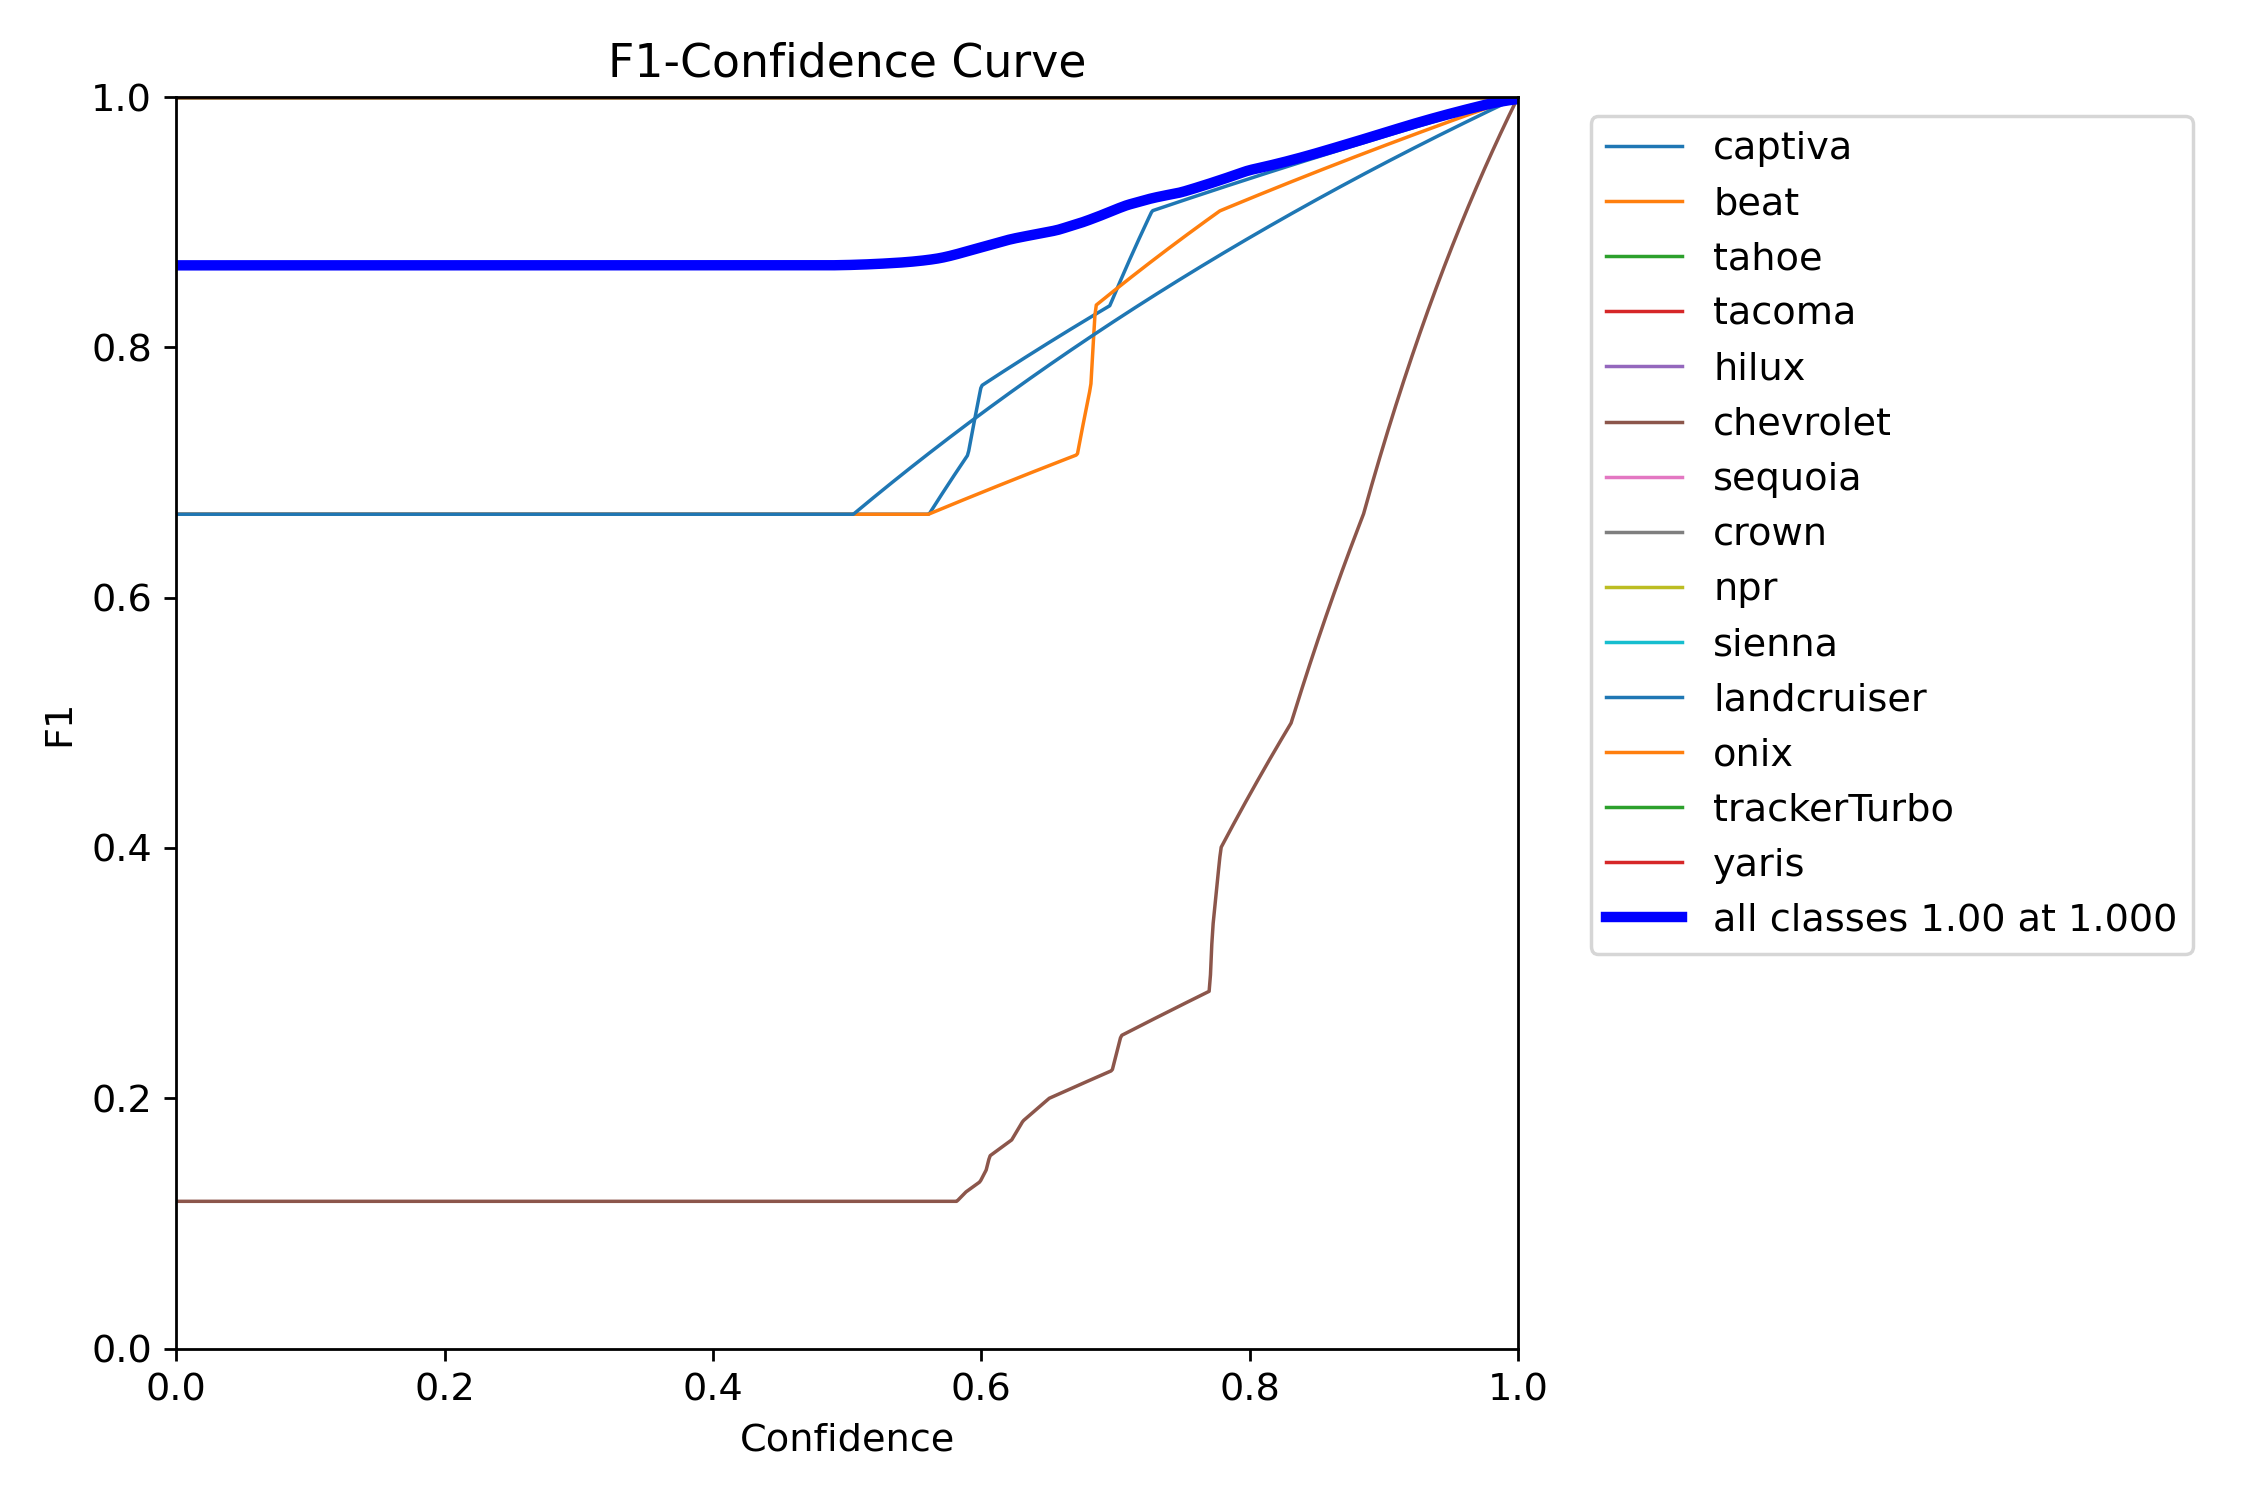 F1-Confidence Curve
1.0
0.8
0.6
0.4
0.2
0.0
F1
0.0 0.2 0.4 0.6 0.8 1.0
Confidence
captiva
beat
tahoe
tacoma
hilux
chevrolet
sequoia
crown
npr
sienna
landcruiser
onix
trackerTurbo
yaris
all classes 1.00 at 1.000